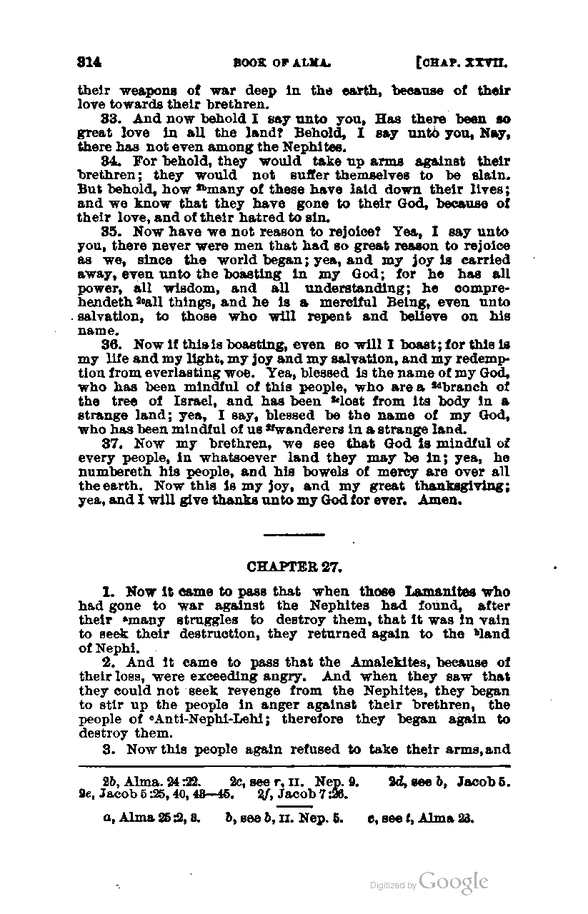 314 BOOK OF ALMA. [CHAP. XXVII.
their weapons of war deep in the earth, because of their
love towards their brethren.
33. And now behold I say unto you, Has there been so
great love in all the land? Behold, I say unto you, Nay,
there has not even among the Nephites.
34. For behold, they would take up arms against their
brethren; they would not suffer themselves to be slain.
But behold, how 2bmany of these have laid down their lives;
and we know that they have gone to their God, because of
their love, and of their hatred to sin.
35. Now have we not reason to rejoice? Yea, I say unto
you, there never were men that had so great reason to rejoice
as we, since the world began; yea, and my joy is carried
away, even unto the boasting in my God; for he has all
power, all wisdom, and all understanding; he compre-
hendeth 2call things, and he is a merciful Being, even unto
salvation, to those who will repent and believe on his
name.
36. Now if this is boasting, even so will I boast; for this is
my life and my light, my joy and my salvation, and my redemp-
tion from everlasting woe. Yea, blessed is the name of my God,
who has been mindful of this people, who are a 2dbranch of
the tree of Israel, and has been 2elost from its body in a
strange land; yea, I say, blessed be the name of my God,
who has been mindful of us 2fwanderers in a strange land.
37. Now my brethren, we see that God is mindful of
every people, in whatsoever land they may be in; yea, he
numbereth his people, and his bowels of mercy are over all
the earth. Now this is my joy, and my great thanksgiving;
yea, and I will give thanks unto my God for ever. Amen.
CHAPTER 27.
1. Now it came to pass that when those Lamanites who
had gone to war against the Nephites had found, after
their amany struggles to destroy them, that it was in vain
to seek their destruction, they returned again to the bland
of Nephi.
2. And it came to pass that the Amalekites, because of
their loss, were exceeding angry. And when they saw that
they could not seek revenge from the Nephites, they began
to stir up the people in anger against their brethren, the
people of cAnti-Nephi-Lehi; therefore they began again to
destroy them.
3. Now this people again refused to take their arms, and
2b, Alma. 24:22. 2c, see r, II. Nep. 9. 2d, see b, Jacob 5.
2e, Jacob 5:25, 40, 43—45. 2f, Jacob 7:26.
a, Alma 25:2, 3. b, see b, II. Nep. 5. c, see t, Alma 23.
Digitized by Google